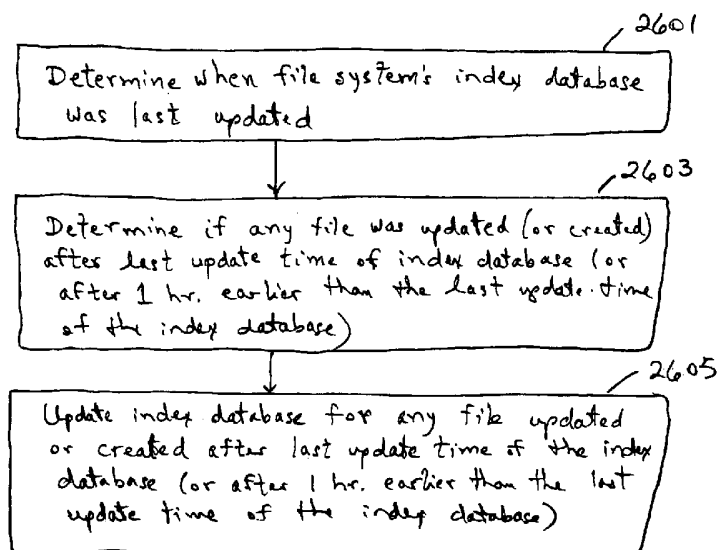 2601
Determine when file system's index database
was last updated
2603
Determine if any file was updated (or created)
after last update time of index database (or
after 1 hr. earlier than the last update time
of the index database)
2605
Update index database for any file updated
or created after last update time of the index
database (or after 1 hr. earlier than the last
update time of the index database)